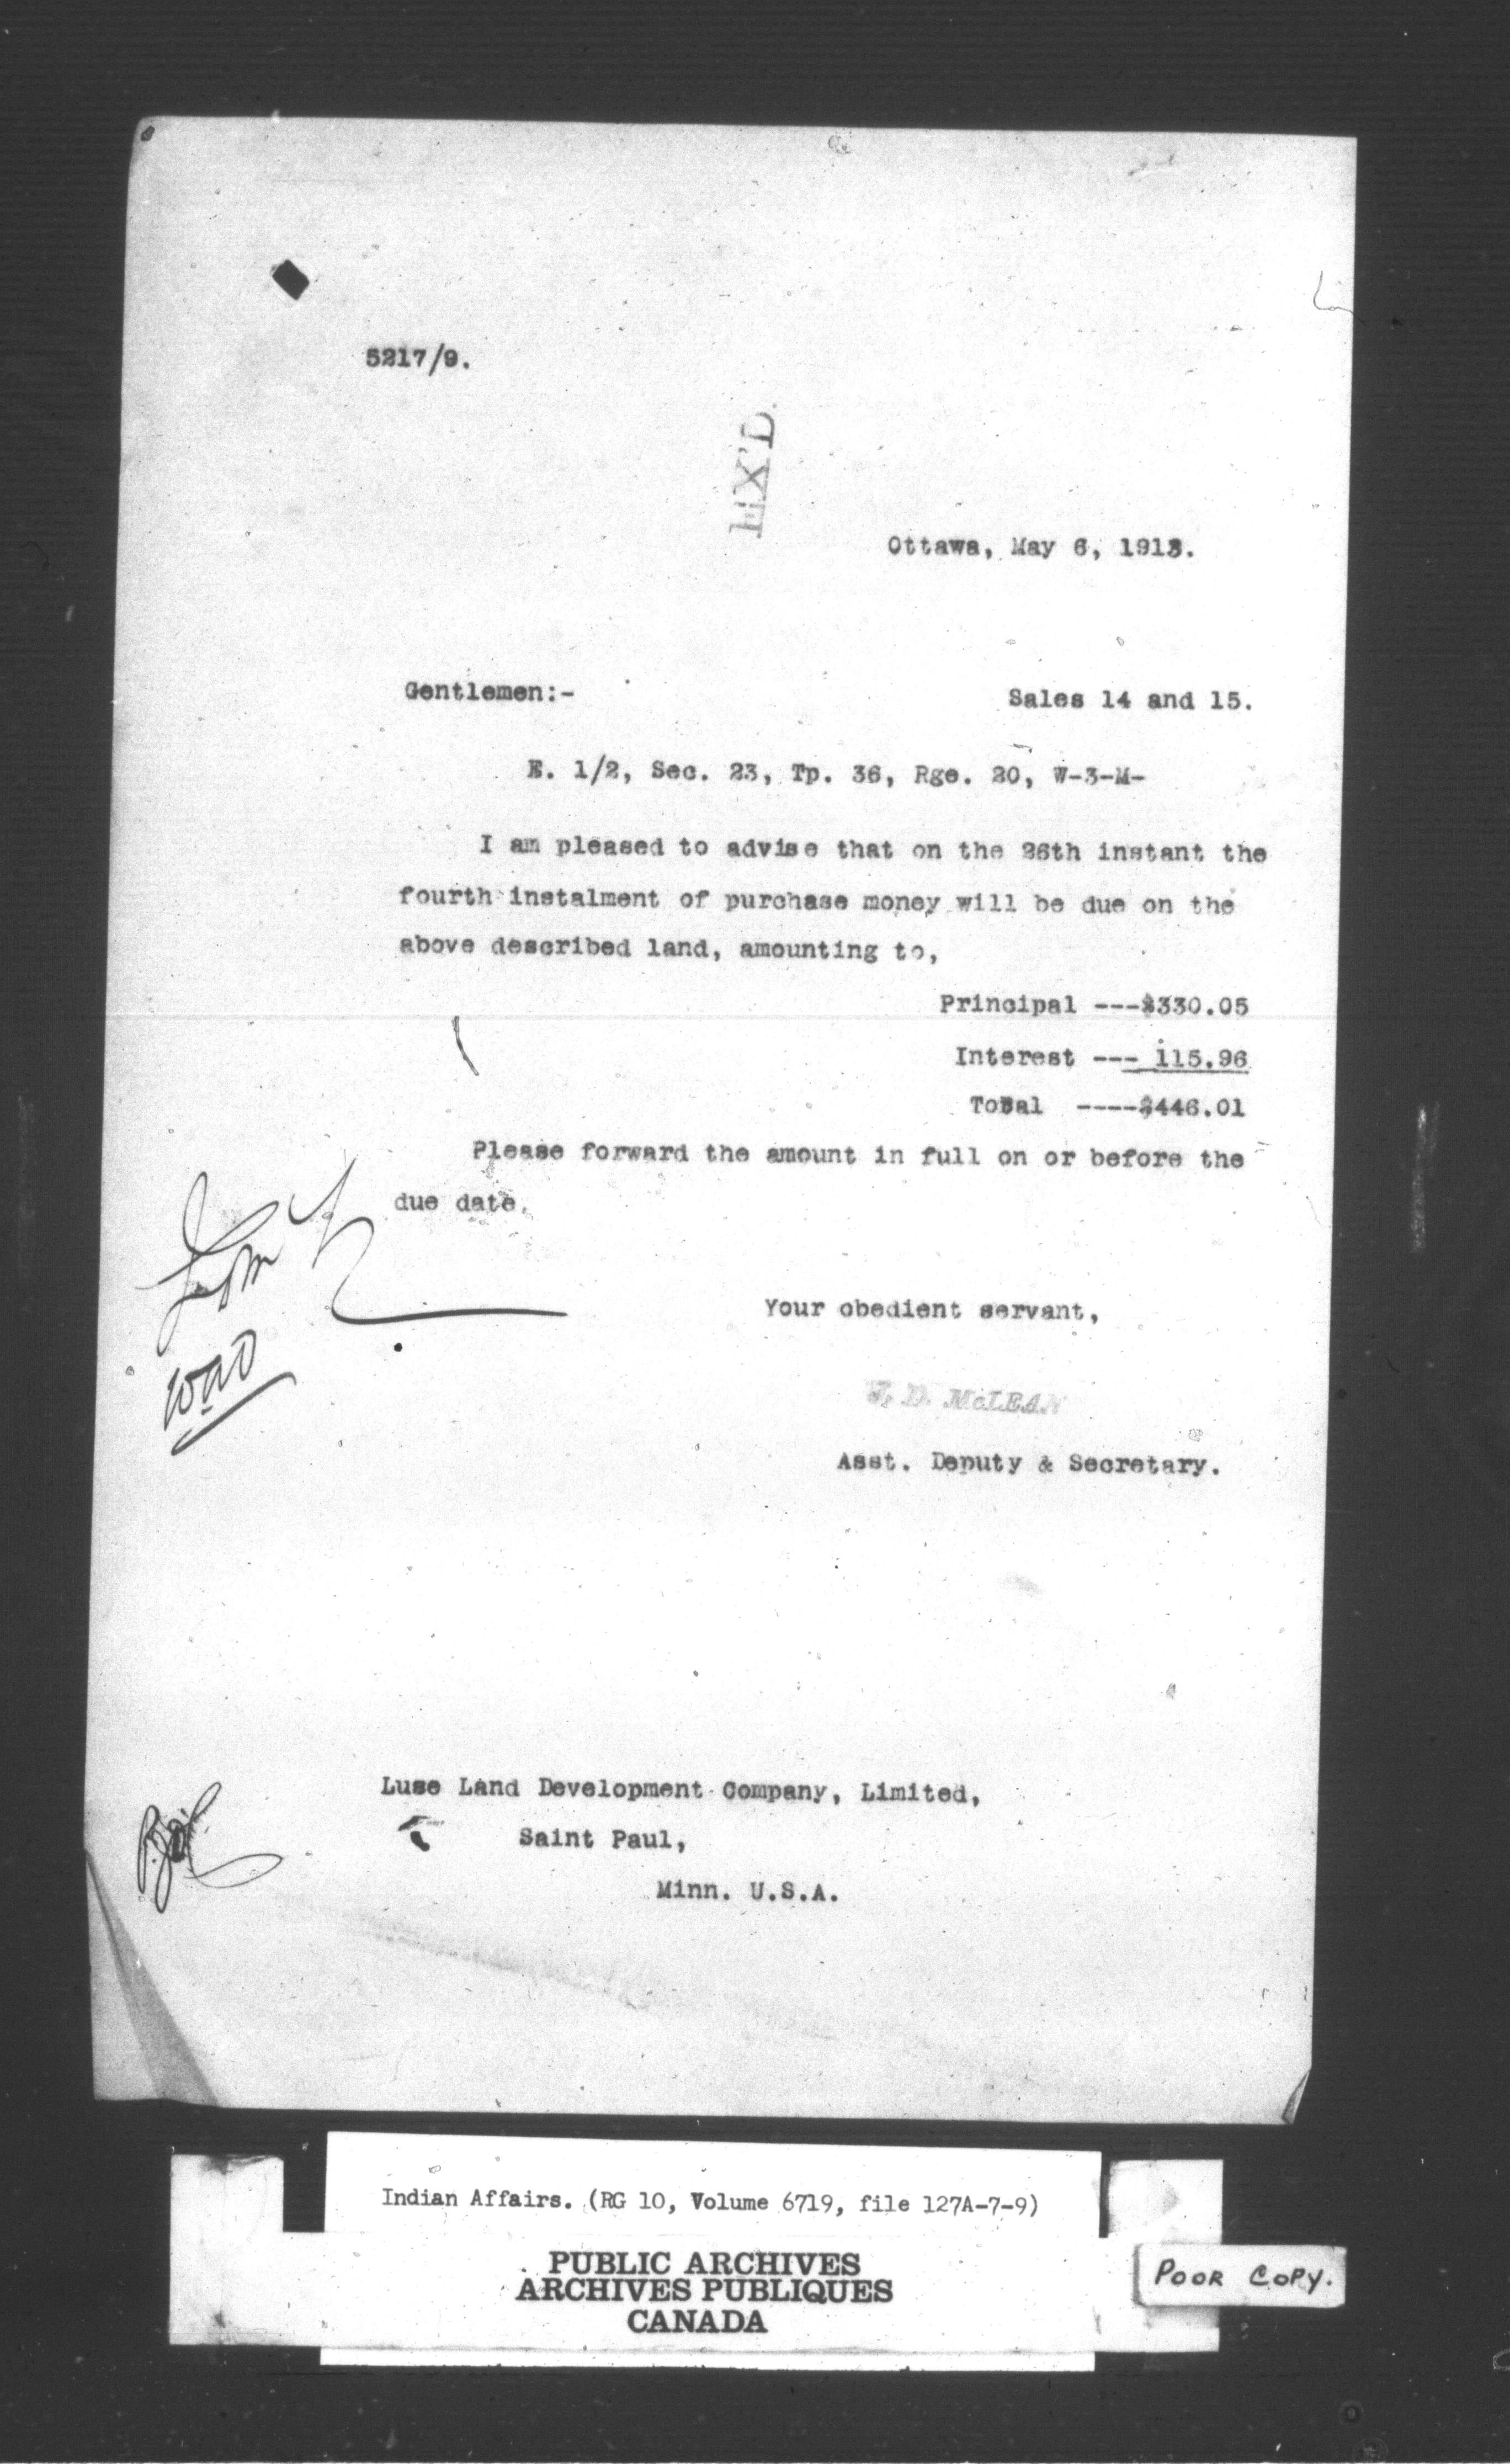 5217/9.
EX'D.
Ottawa, May 6, 1913.
Gentlemen:-
Sales 14 and 15.
E. 1/2, Sec. 23, Tp. 36, Rge. 20, W-3-M-
I am pleased to advise that on the 26th instant the
fourth instalment of purchase money will be due on the
above described land, amounting to,
Principal ---$330.05
Interest --- 115.96
Total ----$446.01
Please forward the amount in full on or before the
due date.
Your obedient servant,
J. D. McLEAN
Asst. Deputy & Secretary.
Luse Land Development Company, Limited,
Saint Paul,
Minn. U.S.A.
Indian Affairs. (RG 10, Volume 6719, file 127A-7-9)
PUBLIC ARCHIVES
ARCHIVES PUBLIQUES
CANADA
POOR COPY.